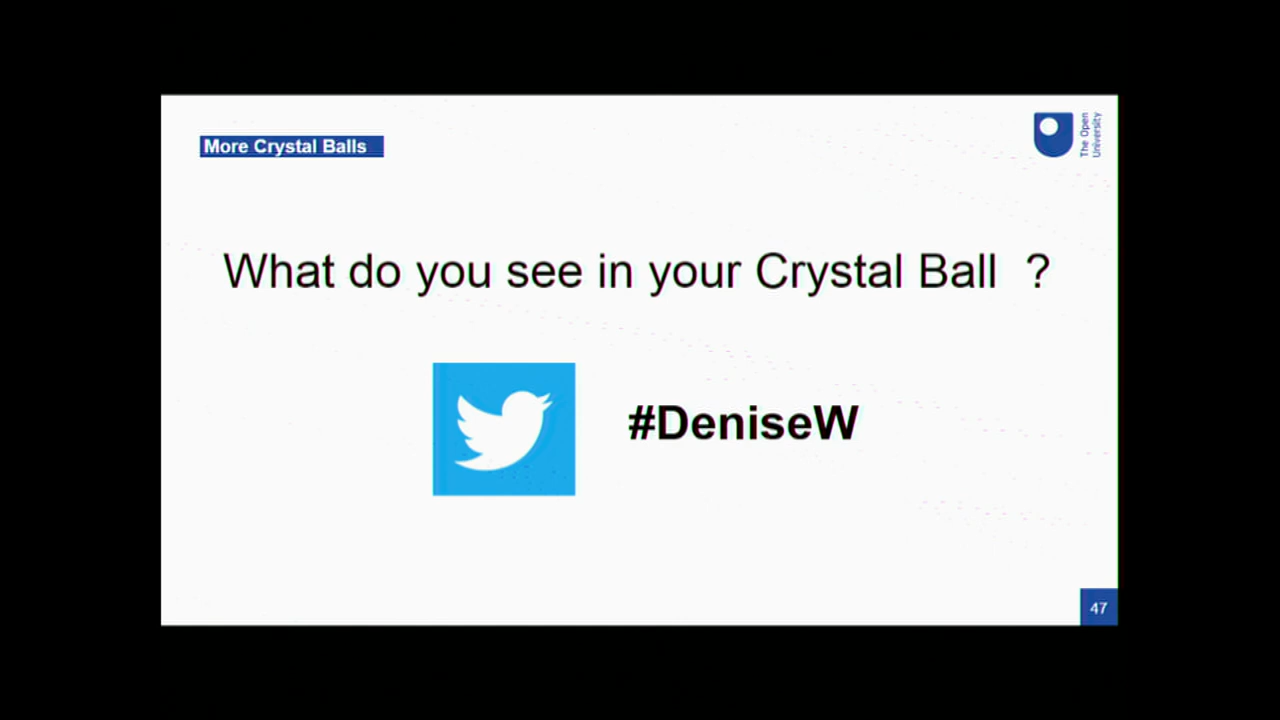 More Crystal Balls
The Open
University
What do you see in your Crystal Ball ?
#DeniseW
47